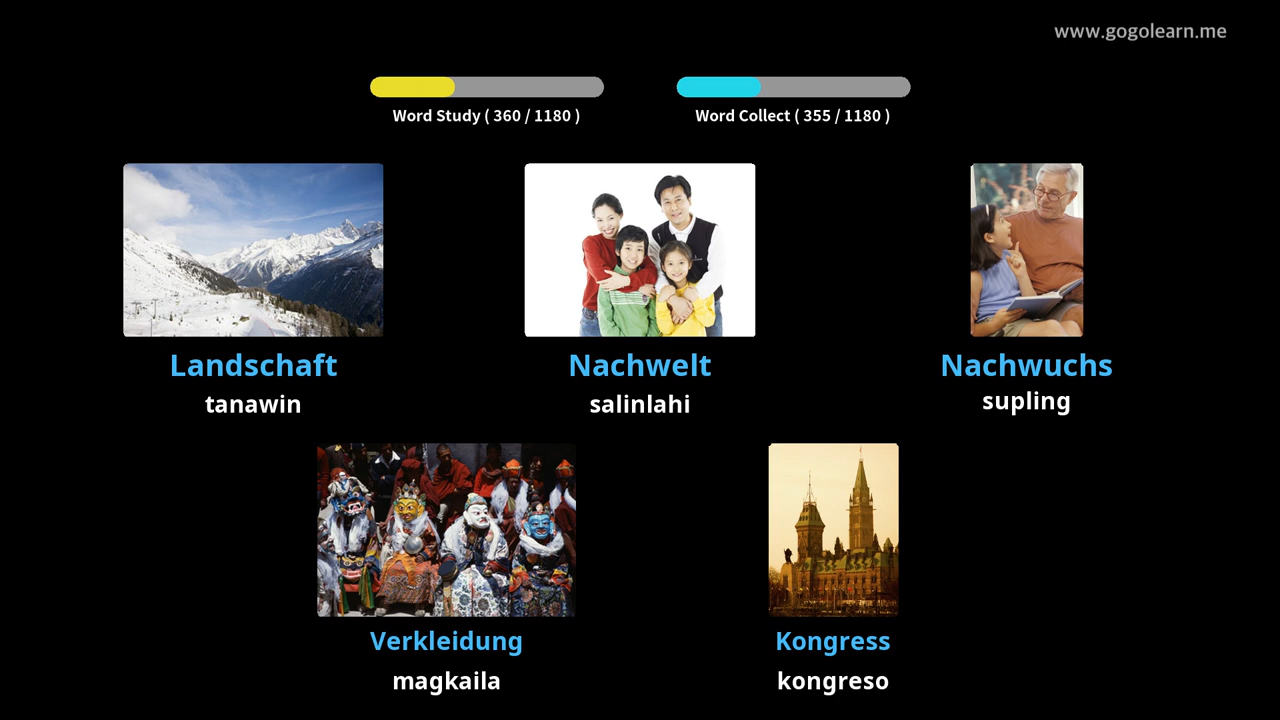 www.gogolearn.me
Word Study ( 360 / 1180 )
Word Collect ( 355 / 1180 )
Landschaft
tanawin
Nachwelt
salinlahi
Nachwuchs
supling
Verkleidung
magkaila
Kongress
kongreso